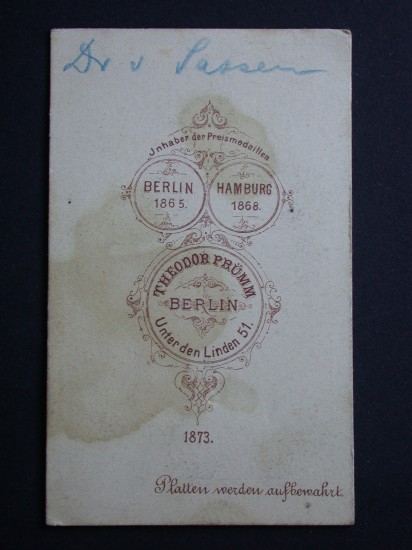 Dr v Sassen
Inhaber der Preismedaillen
BERLIN
1865.
HAMBURG
1868.
THEODOR PRÜMM
BERLIN
Unter den Linden 51.
1873.
Platten werden aufbewahrt.